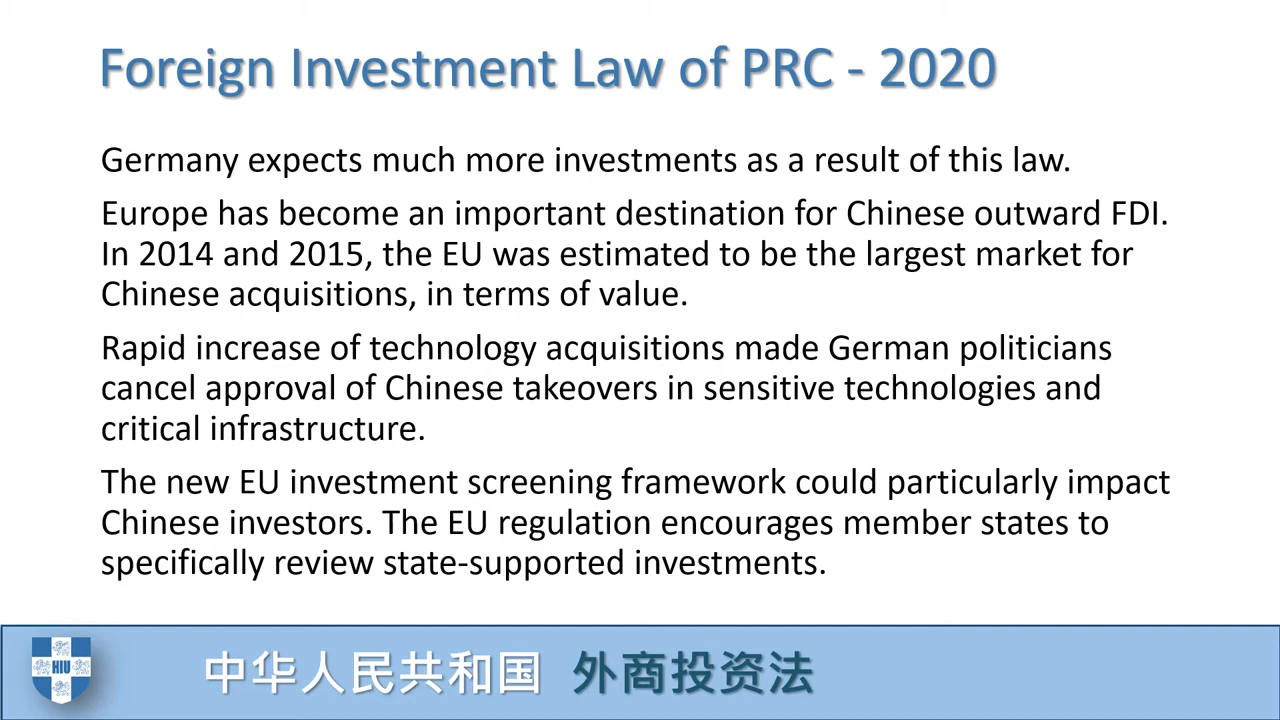 Foreign Investment Law of PRC - 2020
Germany expects much more investments as a result of this law.
Europe has become an important destination for Chinese outward FDI.
In 2014 and 2015, the EU was estimated to be the largest market for
Chinese acquisitions, in terms of value.
Rapid increase of technology acquisitions made German politicians
cancel approval of Chinese takeovers in sensitive technologies and
critical infrastructure.
The new EU investment screening framework could particularly impact
Chinese investors. The EU regulation encourages member states to
specifically review state-supported investments.
HIU
中华人民共和国 外商投资法